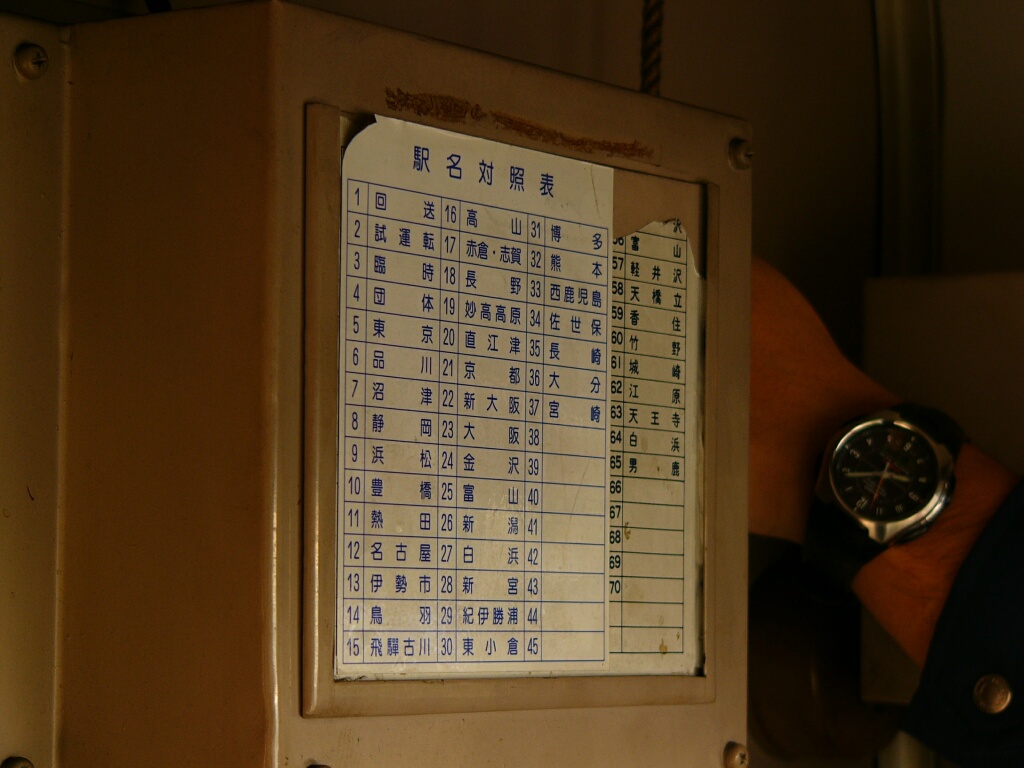 駅名対照表
1 回送 16 高山 31 博多
2 試運転 17 赤倉・志賀 32 熊本
3 臨時 18 長野 33 西鹿児島
4 団体 19 妙高高原 34 佐世保
5 東京 20 直江津 35 長崎
6 品川 21 京都 36 大分
7 沼津 22 新大阪 37 宮崎
8 静岡 23 大阪 38
9 浜松 24 金沢 39
10 豊橋 25 富山 40
11 熱田 26 新潟 41
12 名古屋 27 白浜 42
13 伊勢市 28 新宮 43
14 鳥羽 29 紀伊勝浦 44
15 飛騨古川 30 東小倉 45
沢
富山
57 軽井沢
58 天橋立
59 香住
60 竹野
61 城崎
62 江原
63 天王寺
64 白浜
65 男鹿
66
67
68
69
70